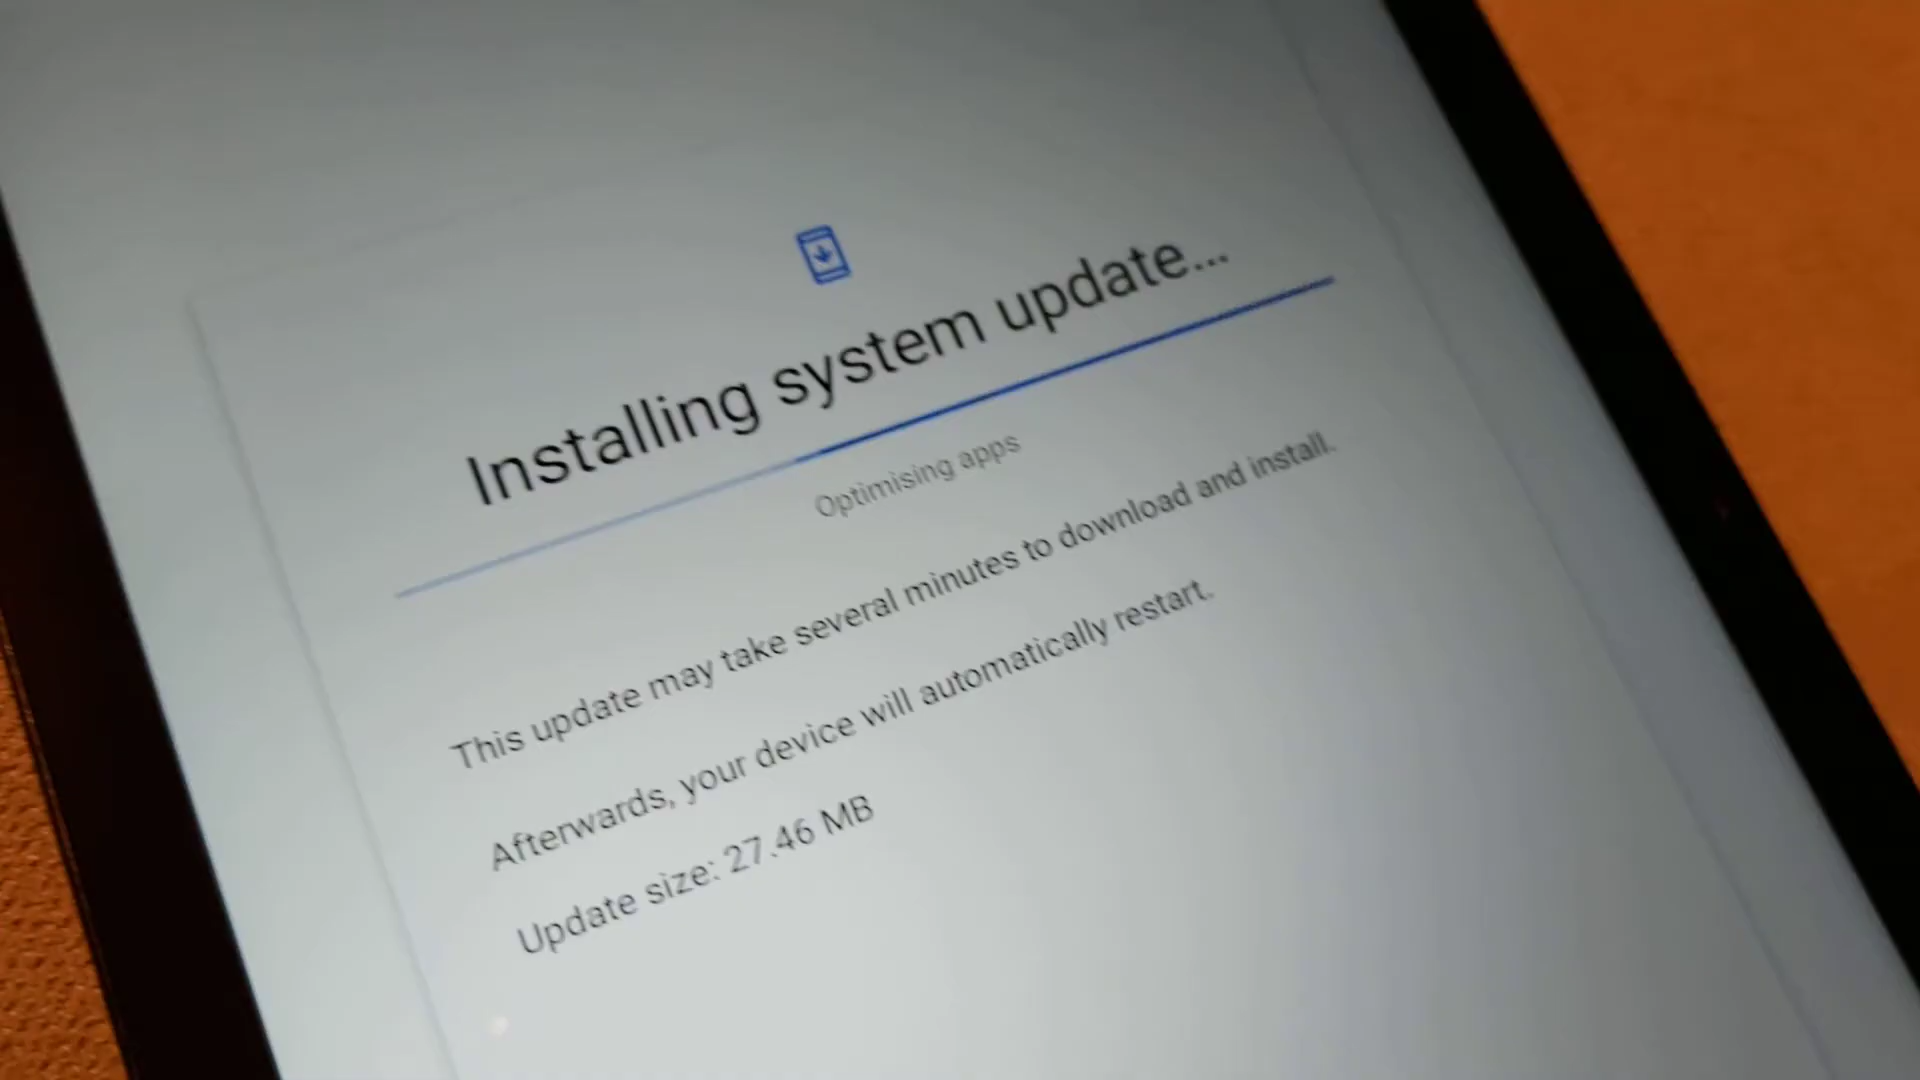 Installing system update...
Optimising apps
This update may take several minutes to download and install.
Afterwards, your device will automatically restart.
Update size: 27.46 MB